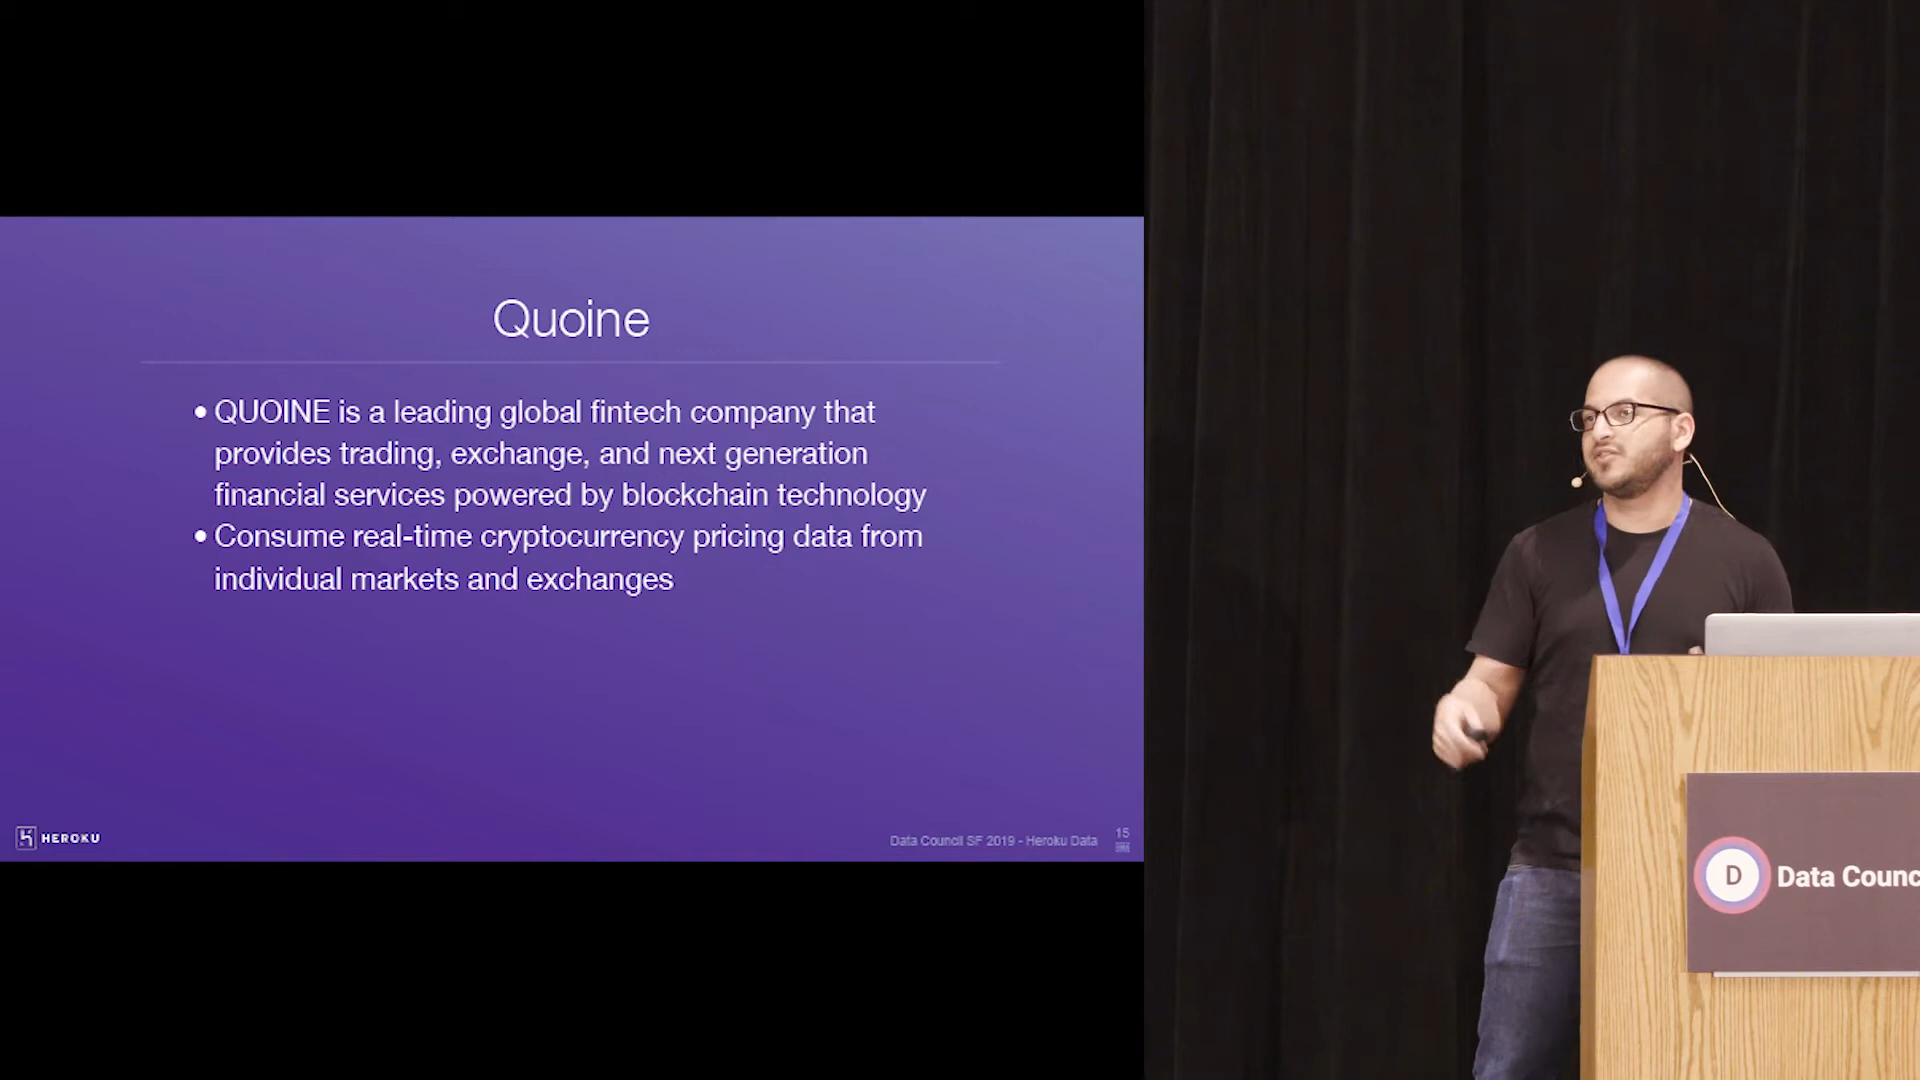 Quoine
• QUOINE is a leading global fintech company that
provides trading, exchange, and next generation
financial services powered by blockchain technology
• Consume real-time cryptocurrency pricing data from
individual markets and exchanges
HEROKU
Data Council SF 2019 - Heroku Data
15
D
Data Counc